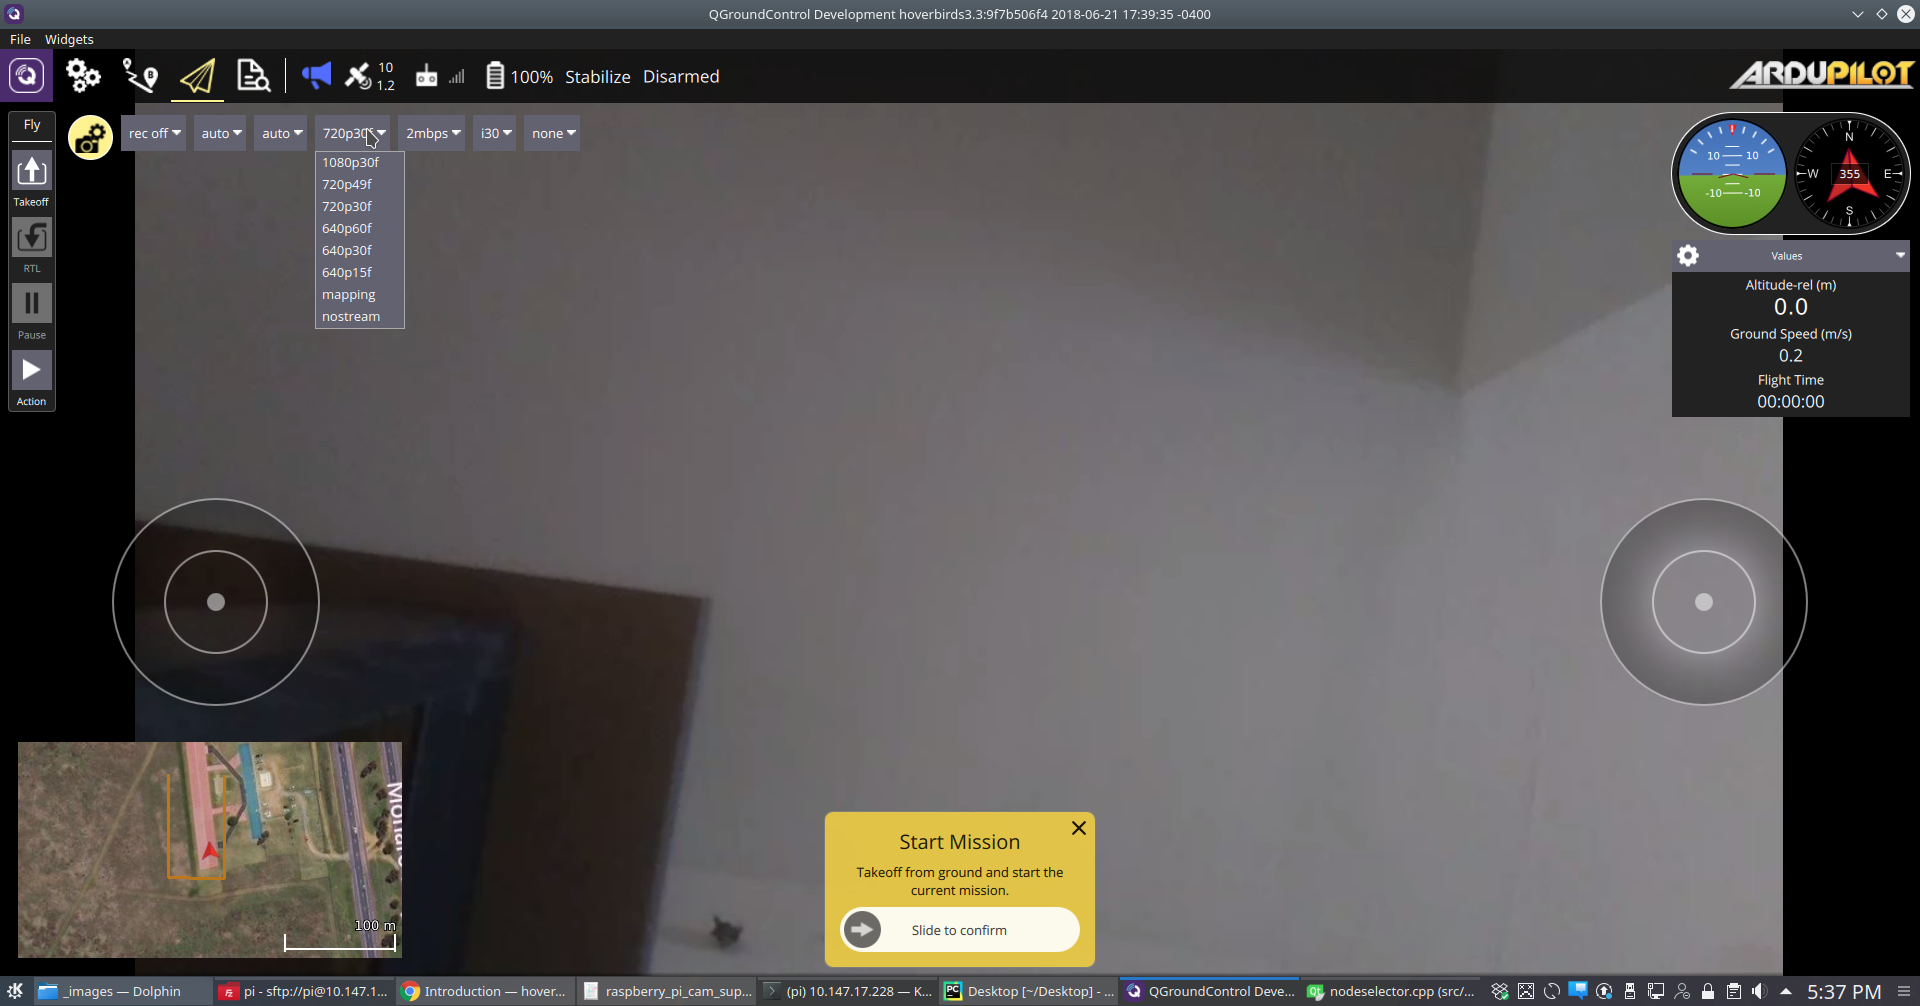 QGroundControl Development hoverbirds3.3:9f7b506f4 2018-06-21 17:39:35 -0400
File Widgets
B
10
1.2
100% Stabilize Disarmed
ARDUPILOT
Fly
rec off auto auto 720p30f 2mbps i30 none
1080p30f
720p49f
720p30f
640p60f
640p30f
640p15f
mapping
nostream
Takeoff
RTL
Pause
Action
10 10
-10 -10
N
W 355 E
S
Values
Altitude-rel (m)
0.0
Ground Speed (m/s)
0.2
Flight Time
00:00:00
100 m
Start Mission
Takeoff from ground and start the
current mission.
Slide to confirm
_images — Dolphin
pi - sftp://pi@10.147.1...
Introduction — hover...
raspberry_pi_cam_sup...
(pi) 10.147.17.228 — K...
PC Desktop [~/Desktop] - ...
QGroundControl Deve...
nodeselector.cpp (src/...
5:37 PM